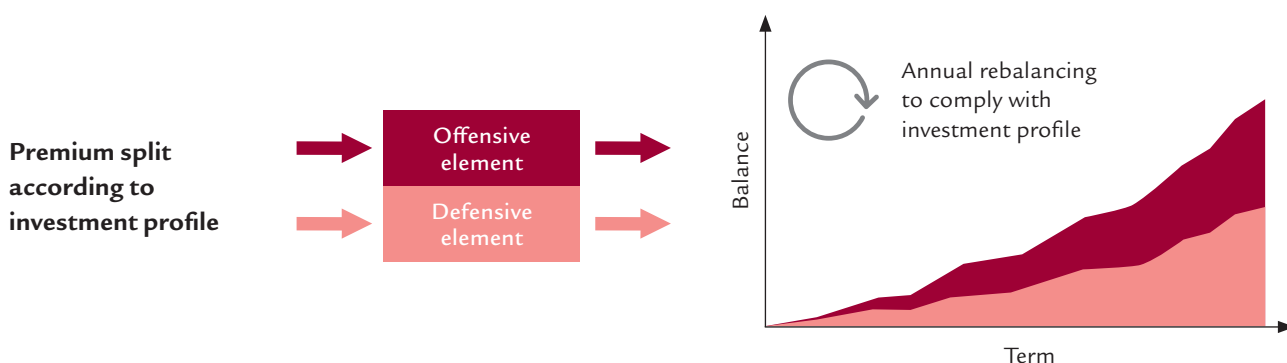 Premium split
according to
investment profile
Offensive
element
Defensive
element
Balance
Annual rebalancing
to comply with
investment profile
Term